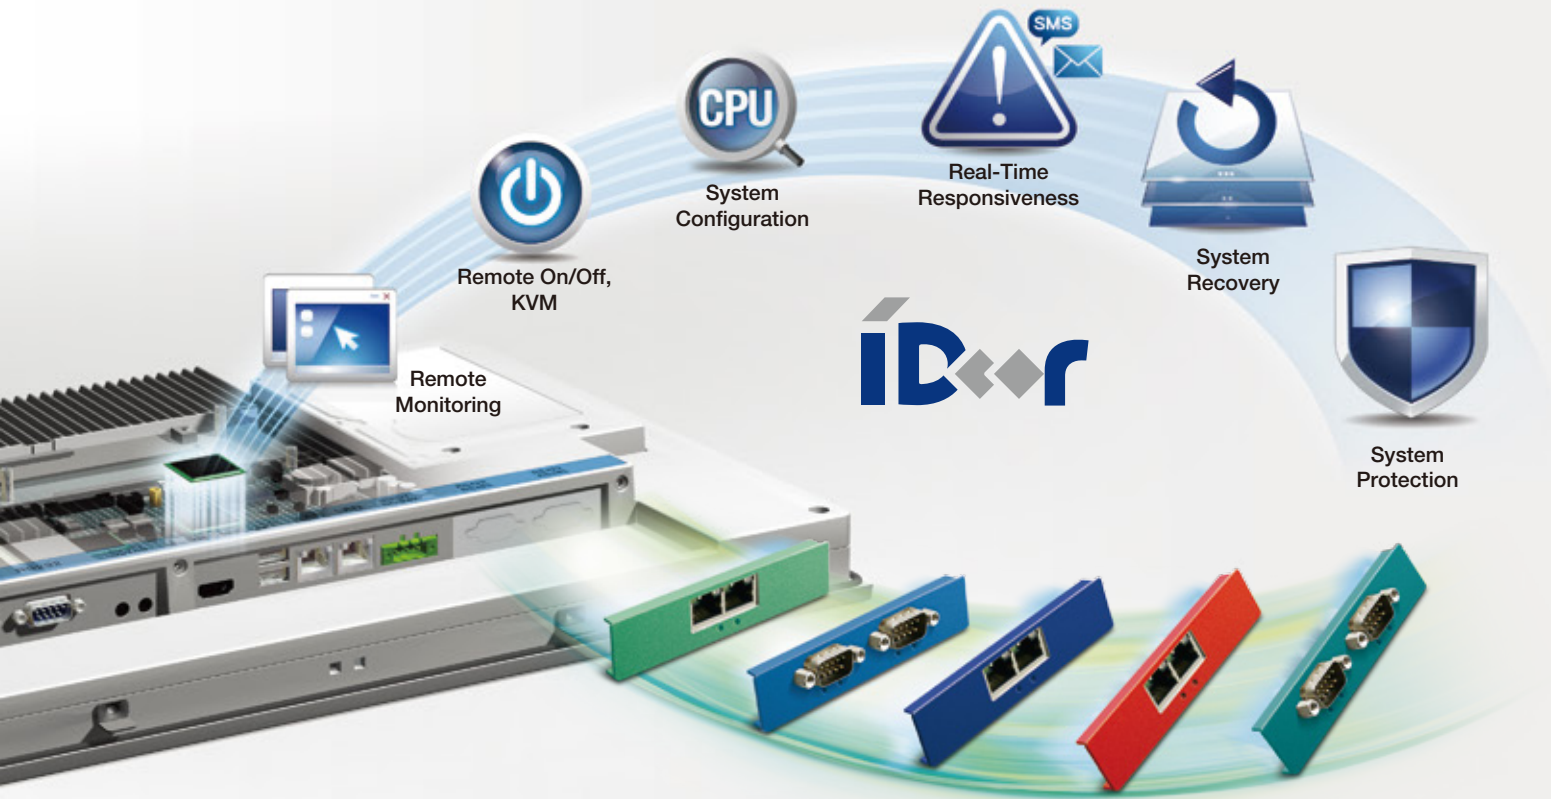 SMS
CPU
Real-Time
Responsiveness
System
Configuration
System
Recovery
Remote On/Off,
KVM
iDoor
Remote
Monitoring
System
Protection